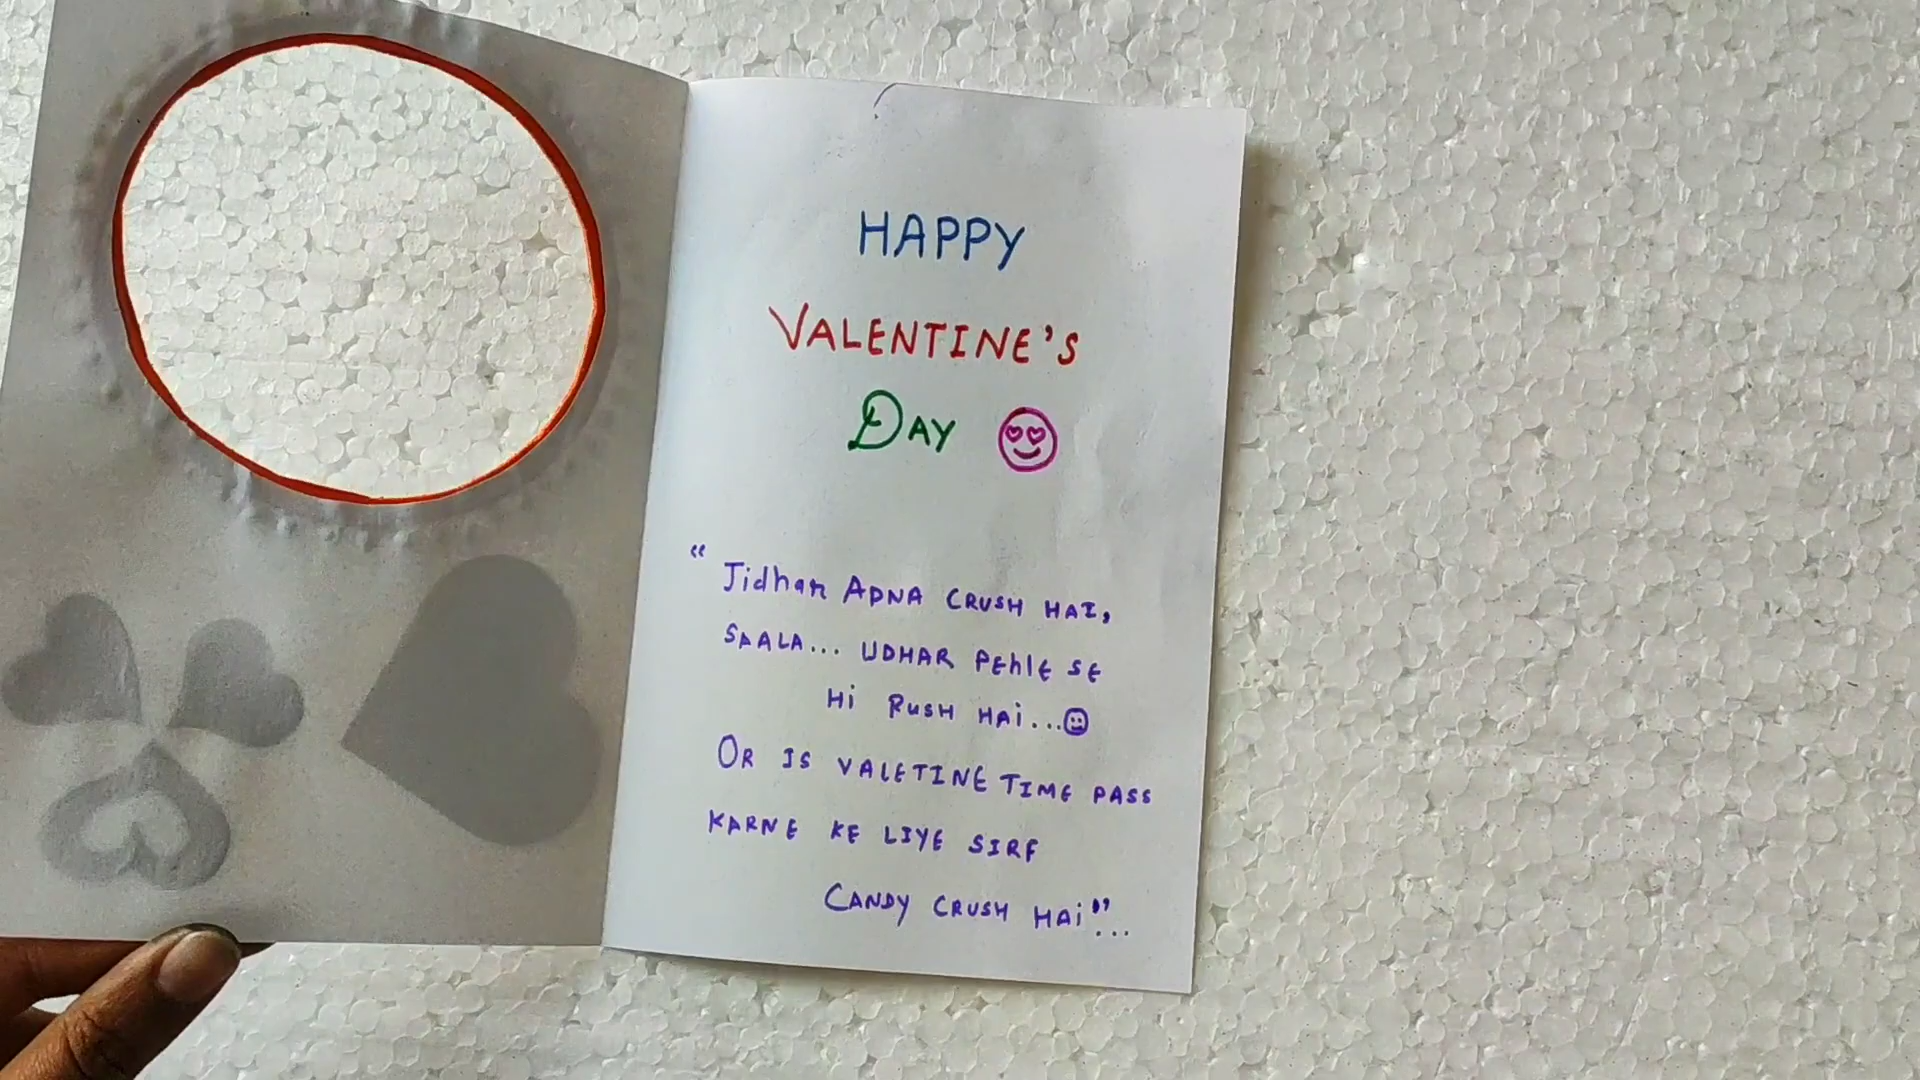 HAPPY
VALENTINE'S
DAY
"Jidhar APNA CRUSH HAI,
SAALA... UDHAR PEhlE SE
Hi RUSH HAi...
OR IS VALETINE TIME PASS
KARNE KE LIYE SIRF
CANDY CRUSH HAi"...